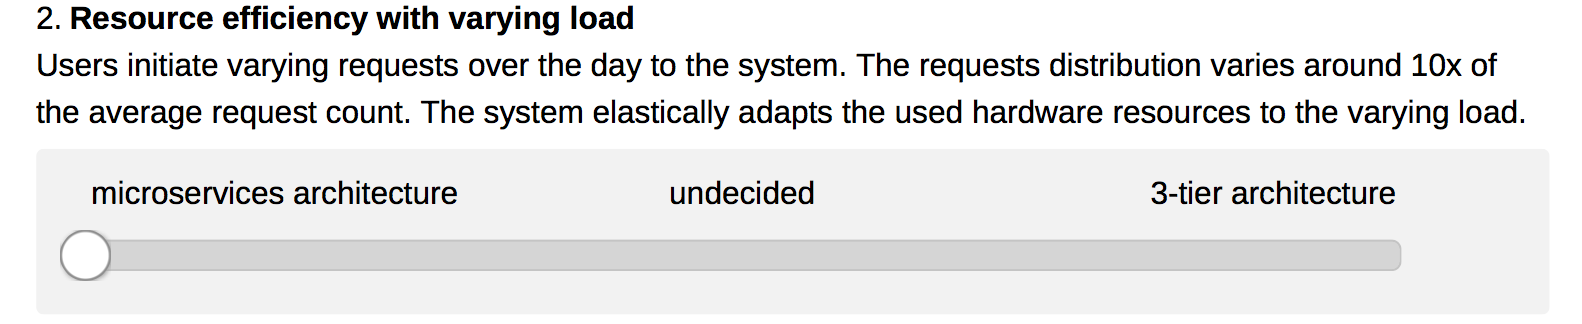 2. Resource efficiency with varying load
Users initiate varying requests over the day to the system. The requests distribution varies around 10x of
the average request count. The system elastically adapts the used hardware resources to the varying load.
microservices architecture undecided 3-tier architecture